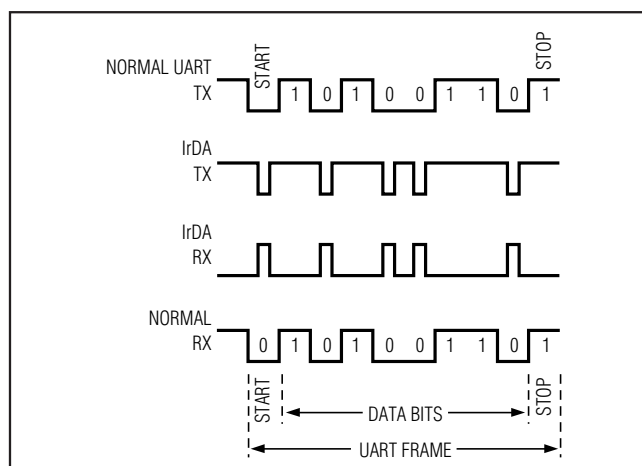 START
STOP
NORMAL UART
TX
1 0 1 0 0 1 1 0 1
IrDA
TX
IrDA
RX
NORMAL
RX
0 1 0 1 0 0 1 1 0 1
START
DATA BITS
STOP
UART FRAME